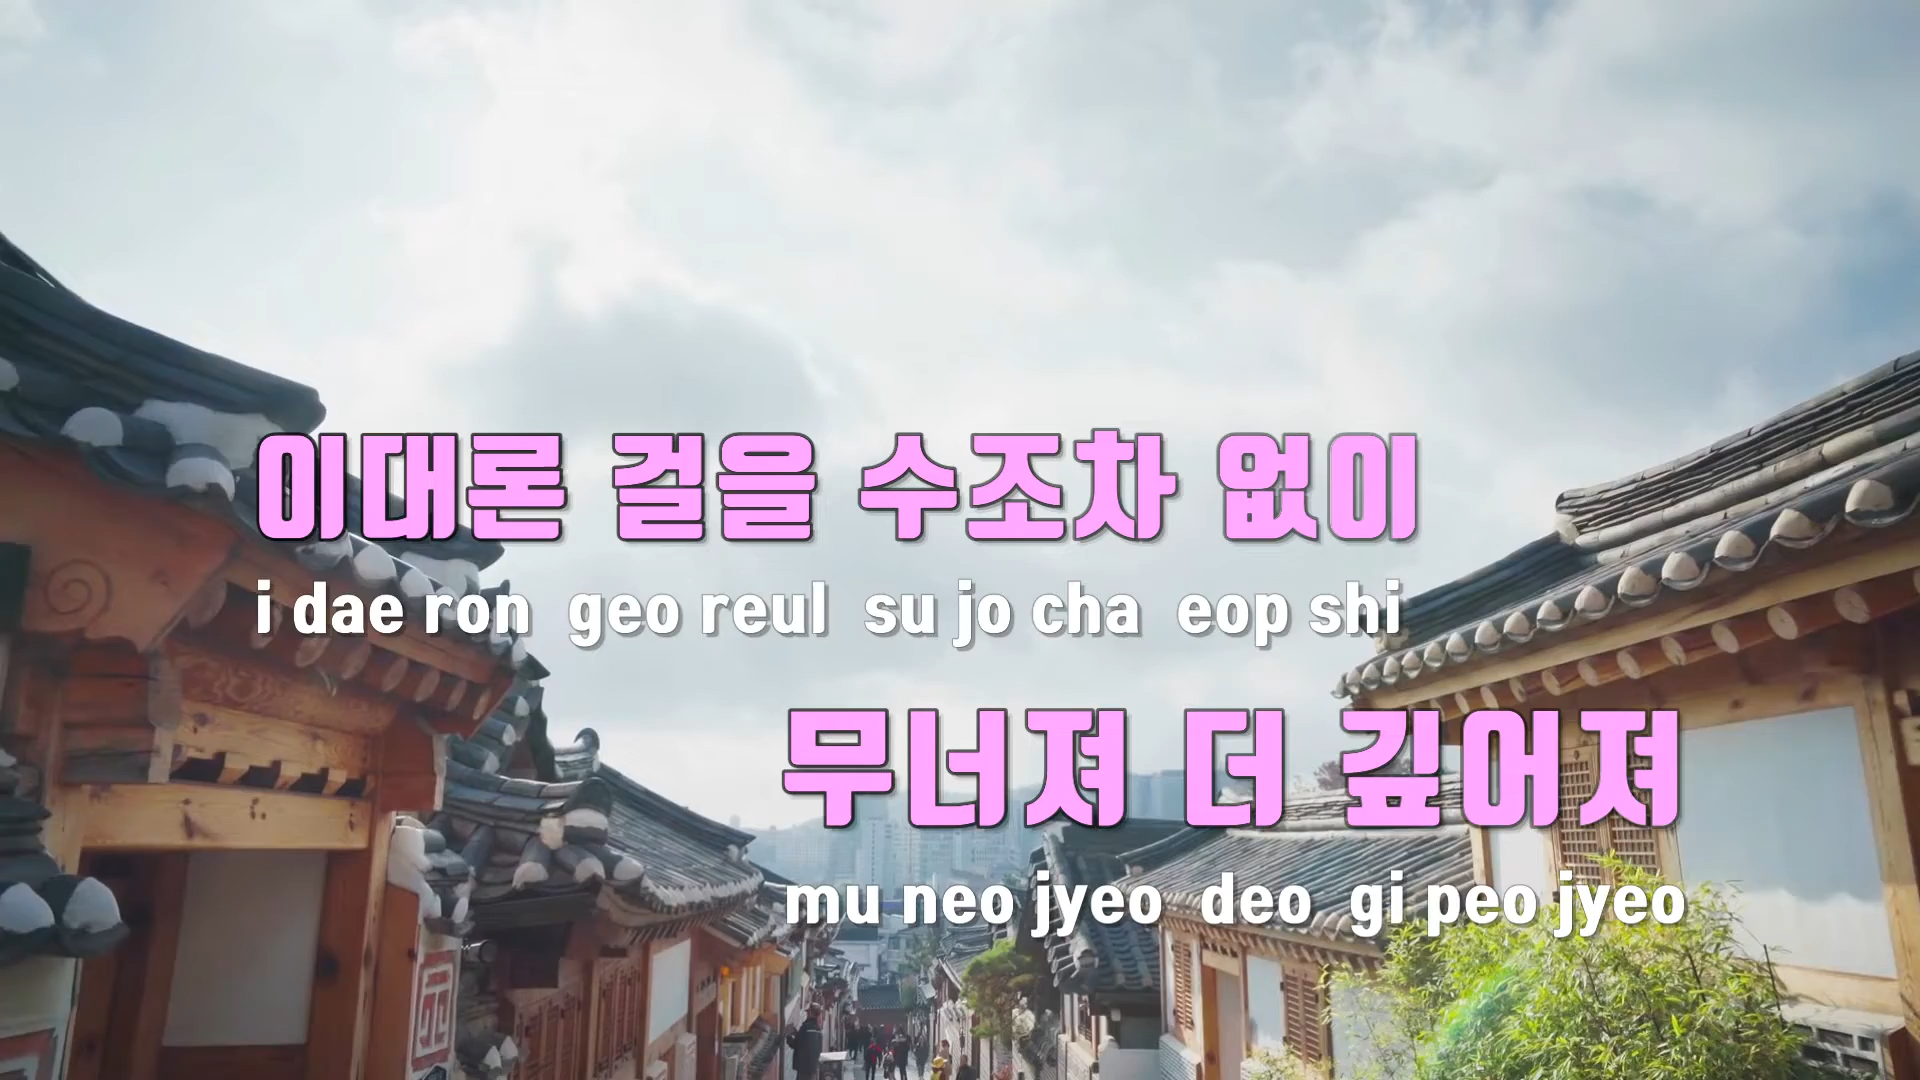 이대론 걸을 수조차 없이
i dae ron geo reul su jo cha eop shi
무너져 더 깊어져
mu neo jyeo deo gi peo jyeo